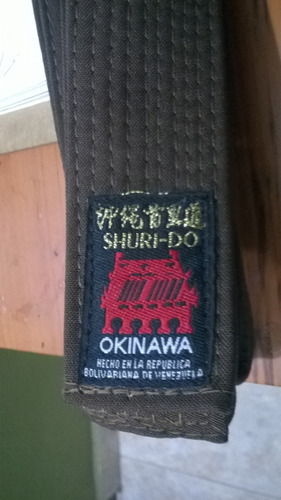 沖縄首里道
SHURI-DO
OKINAWA
HECHO EN LA REPUBLICA
BOLIVARIANA DE VENEZUELA